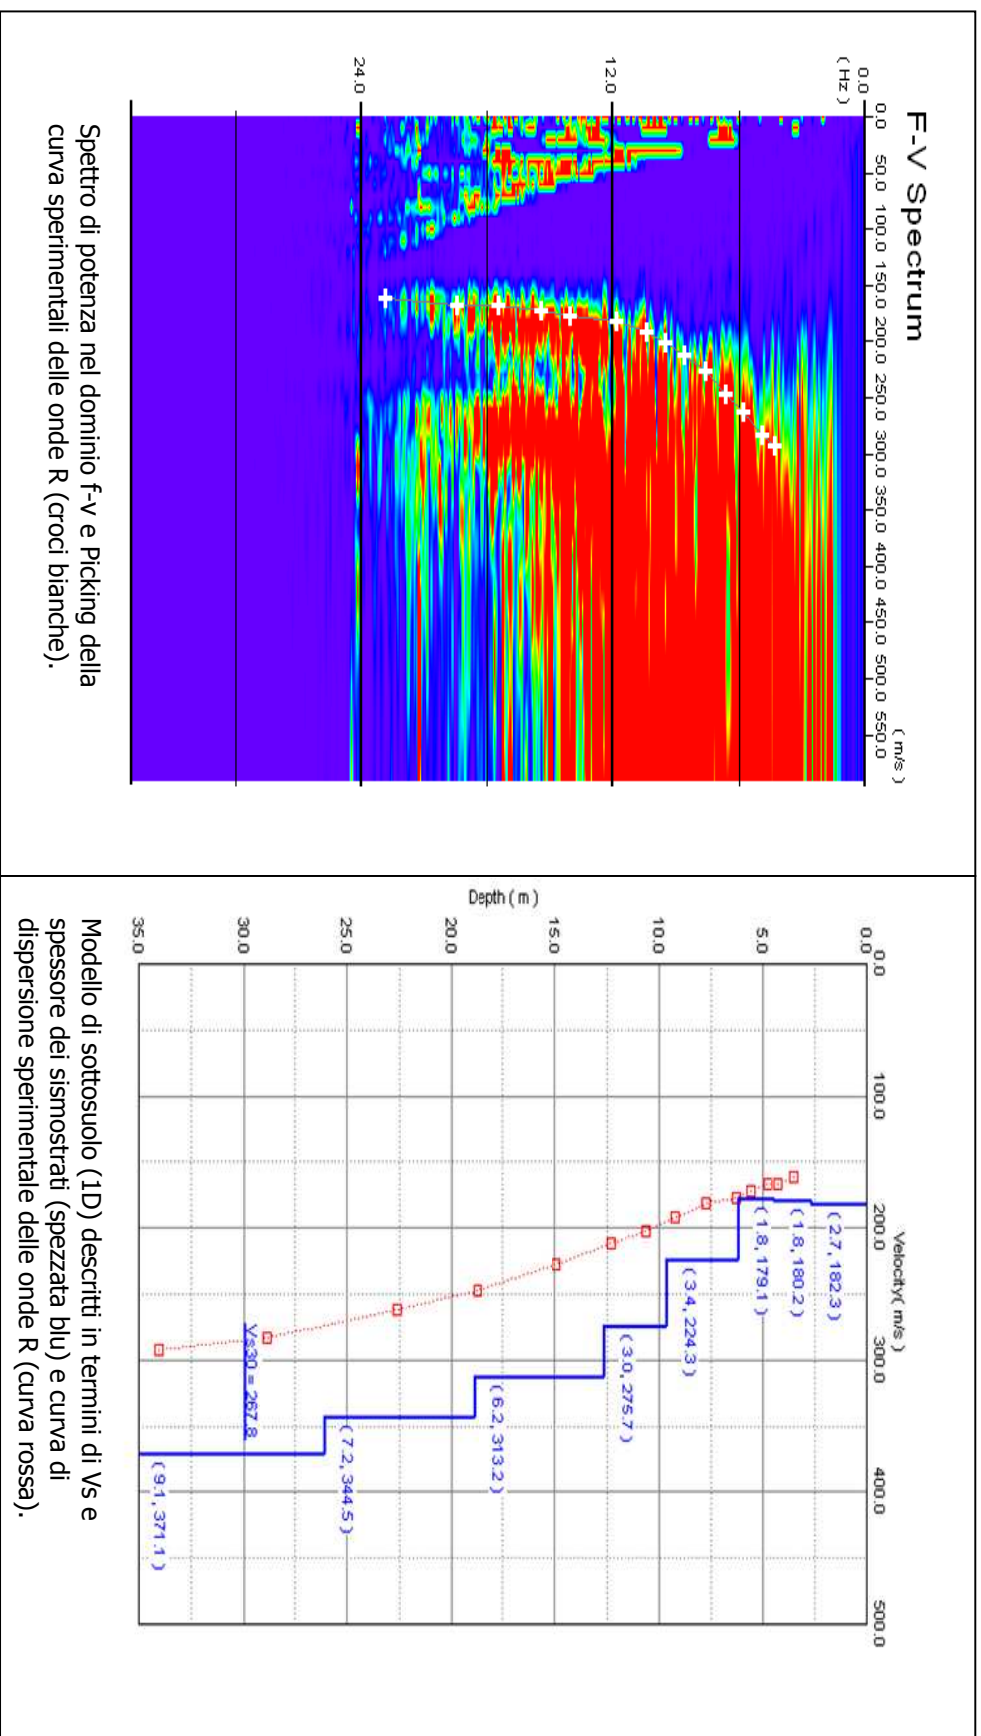 F-V Spectrum
( m/s )
0.0 50.0 100.0 150.0 200.0 250.0 300.0 350.0 400.0 450.0 500.0 550.0
0.0
( Hz )
12.0
24.0
Spettro di potenza nel dominio f-v e Picking della
curva sperimentali delle onde R (croci bianche).
Velocity( m/s )
0.0 100.0 200.0 300.0 400.0 500.0
0.0
5.0
10.0
15.0
20.0
25.0
30.0
35.0
Depth ( m )
( 2.7, 182.3 )
( 1.8, 180.2 )
( 1.8, 179.1 )
( 3.4, 224.3 )
( 3.0, 275.7 )
( 6.2, 313.2 )
( 7.2, 344.5 )
Vs30 = 267.8
( 9.1, 371.1 )
Modello di sottosuolo (1D) descritti in termini di Vs e
spessore dei sismostrati (spezzata blu) e curva di
dispersione sperimentale delle onde R (curva rossa).